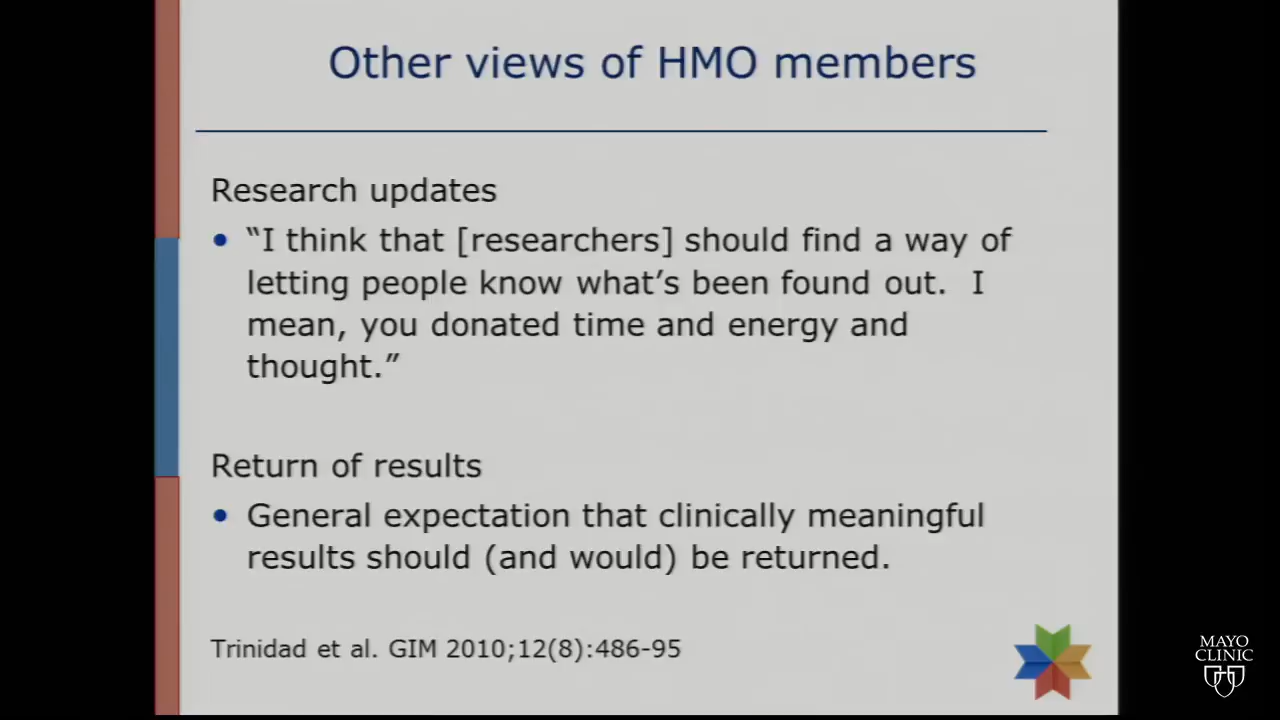 Other views of HMO members
Research updates
• “I think that [researchers] should find a way of
letting people know what’s been found out.  I
mean, you donated time and energy and
thought.”
Return of results
• General expectation that clinically meaningful
results should (and would) be returned.
Trinidad et al. GIM 2010;12(8):486-95
MAYO
CLINIC